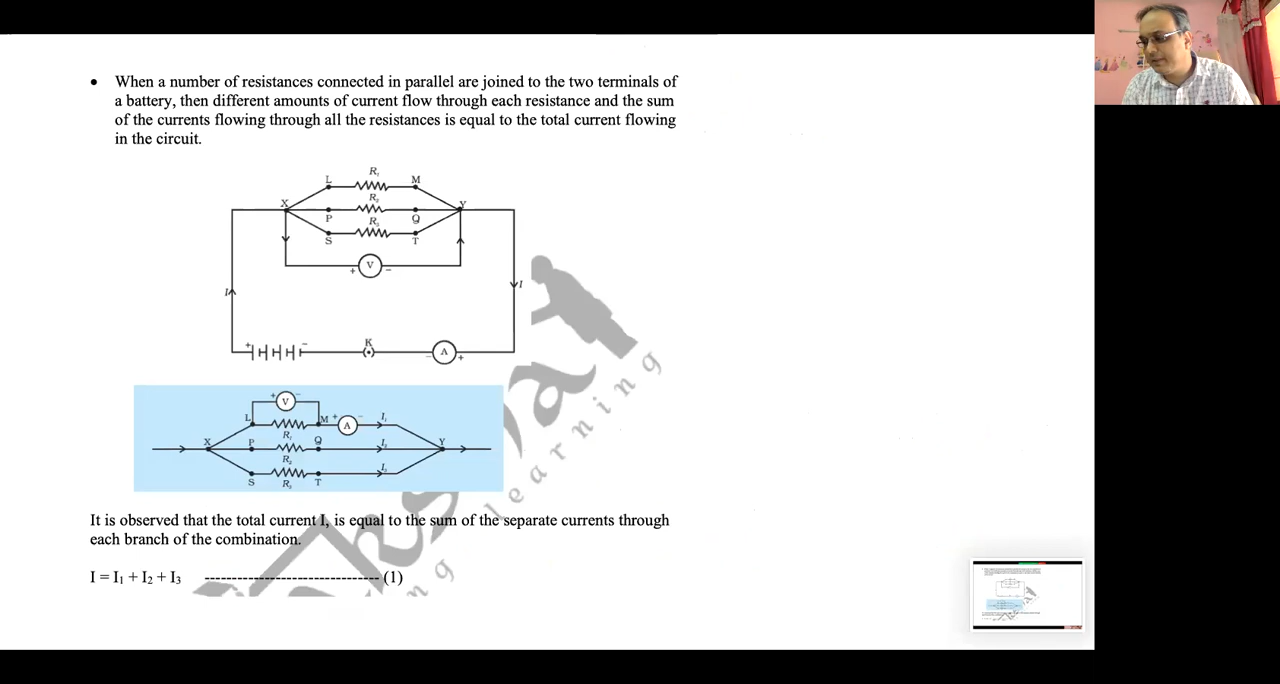 • When a number of resistances connected in parallel are joined to the two terminals of
a battery, then different amounts of current flow through each resistance and the sum
of the currents flowing through all the resistances is equal to the total current flowing
in the circuit.
R₁
L M
R₂
X Y
P Q
R₃
S T
+ V -
I I
+ - K - A +
+ V -
L M + A - I₁
R₁
X P Q I₂ Y
R₂
I₃
S R₃ T
It is observed that the total current I, is equal to the sum of the separate currents through
each branch of the combination.
I = I₁ + I₂ + I₃ -------------------------------- (1)
learning